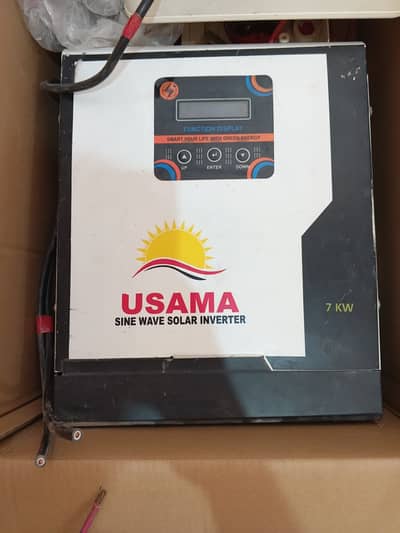 FUNCTION DISPLAY
SMART YOUR LIFE WITH GREEN ENERGY
UP
ENTER
DOWN
USAMA
SINE WAVE SOLAR INVERTER
7 KW